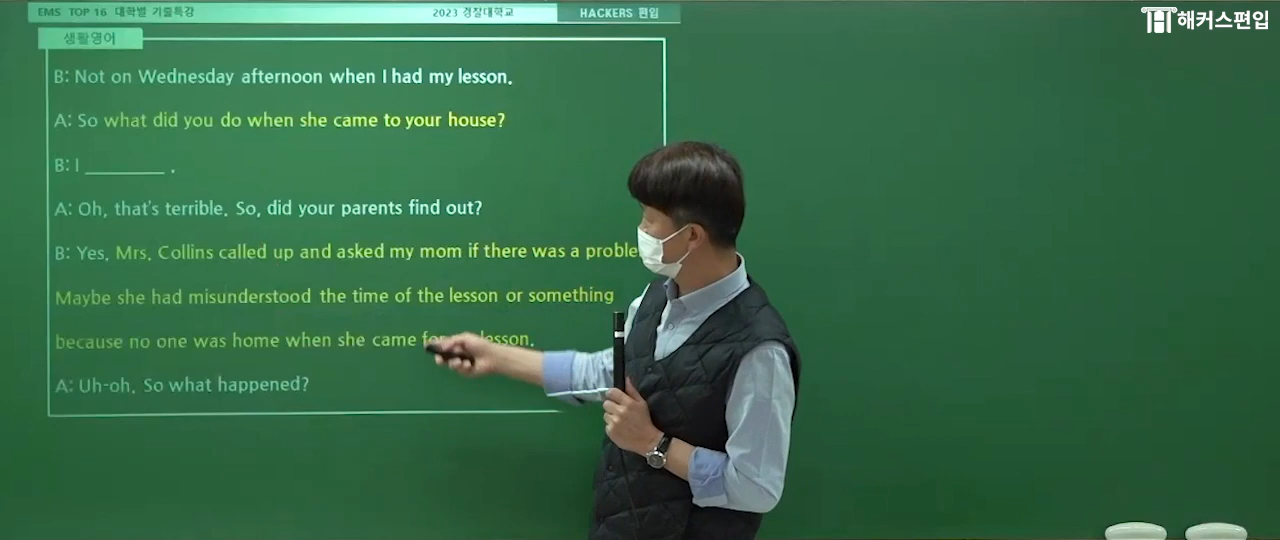 EMS TOP 16 대학별 기출특강
2023 경찰대학교
HACKERS 편입
해커스편입
생활영어
B: Not on Wednesday afternoon when I had my lesson.
A: So what did you do when she came to your house?
B: I ________ .
A: Oh, that's terrible. So, did your parents find out?
B: Yes, Mrs. Collins called up and asked my mom if there was a proble
Maybe she had misunderstood the time of the lesson or something
because no one was home when she came lesson.
A: Uh-oh. So what happened?